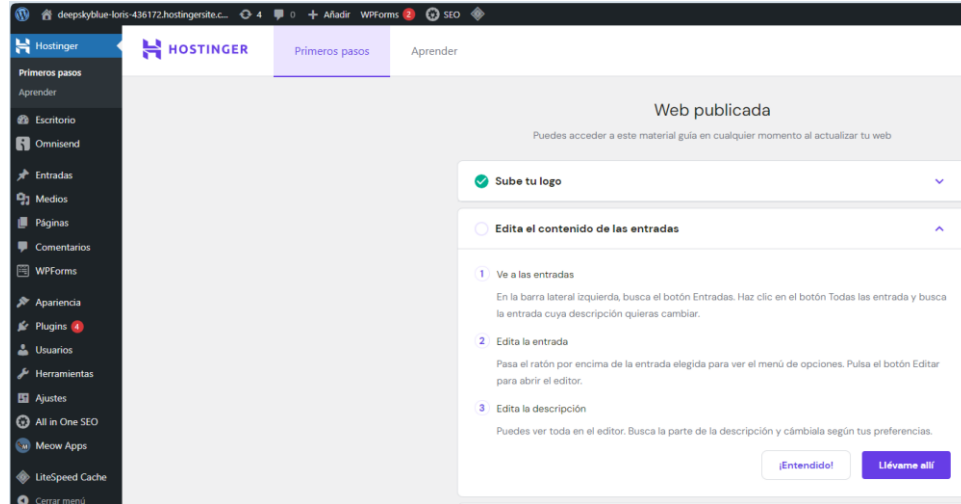 deepskyblue-loris-436172.hostingersite.c... 4 0 + Añadir WPForms 2 SEO
Hostinger
Primeros pasos
Aprender
Escritorio
Omnisend
Entradas
Medios
Páginas
Comentarios
WPForms
Apariencia
Plugins 4
Usuarios
Herramientas
Ajustes
All in One SEO
Meow Apps
LiteSpeed Cache
Cerrar menú
HOSTINGER Primeros pasos Aprender
Web publicada
Puedes acceder a este material guía en cualquier momento al actualizar tu web
Sube tu logo
Edita el contenido de las entradas
1 Ve a las entradas
En la barra lateral izquierda, busca el botón Entradas. Haz clic en el botón Todas las entrada y busca
la entrada cuya descripción quieras cambiar.
2 Edita la entrada
Pasa el ratón por encima de la entrada elegida para ver el menú de opciones. Pulsa el botón Editar
para abrir el editor.
3 Edita la descripción
Puedes ver toda en el editor. Busca la parte de la descripción y cámbiala según tus preferencias.
¡Entendido! Llévame allí